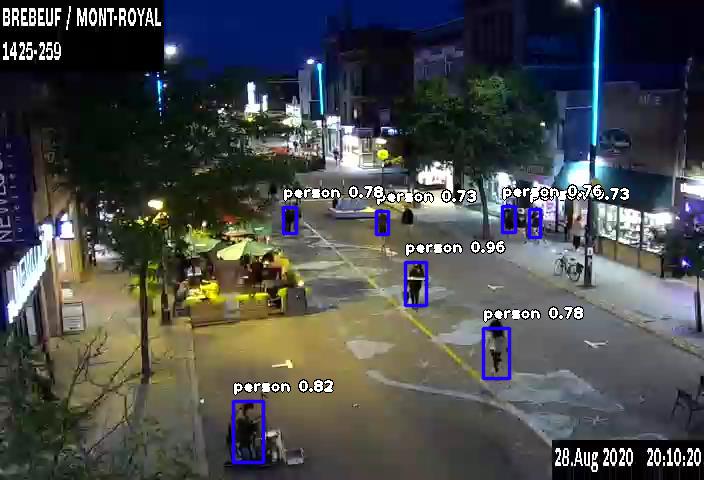 BREBEUF / MONT-ROYAL
1425-259
person 0.78
person 0.73
person 0.76
person 0.73
person 0.96
person 0.78
person 0.82
28.Aug 2020 20:10:20